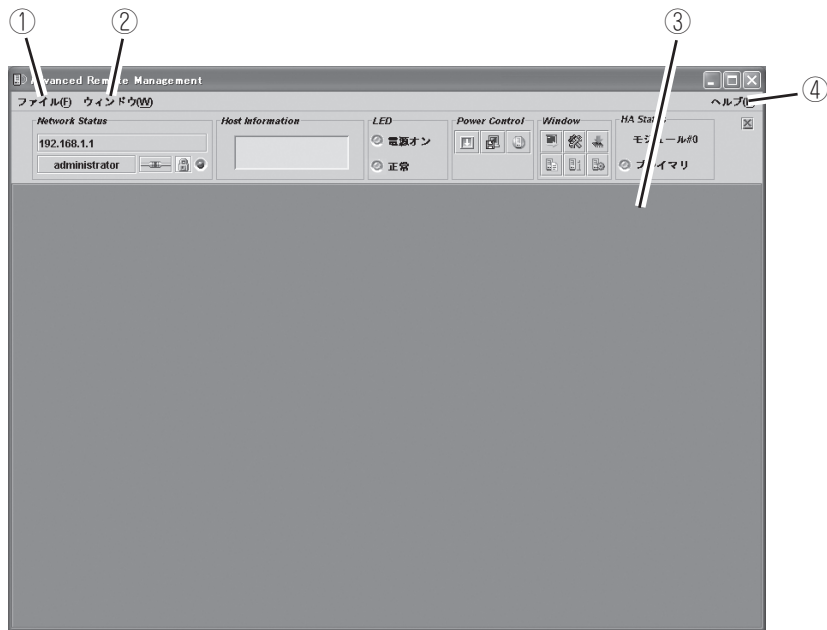 ① ② ③
④
Advanced Remote Management
ファイル(F) ウィンドウ(W) ヘルプ(
Network Status Host Information LED Power Control Window HA Status
192.168.1.1 電源オン モジュール#0
administrator 正常 プライマリ